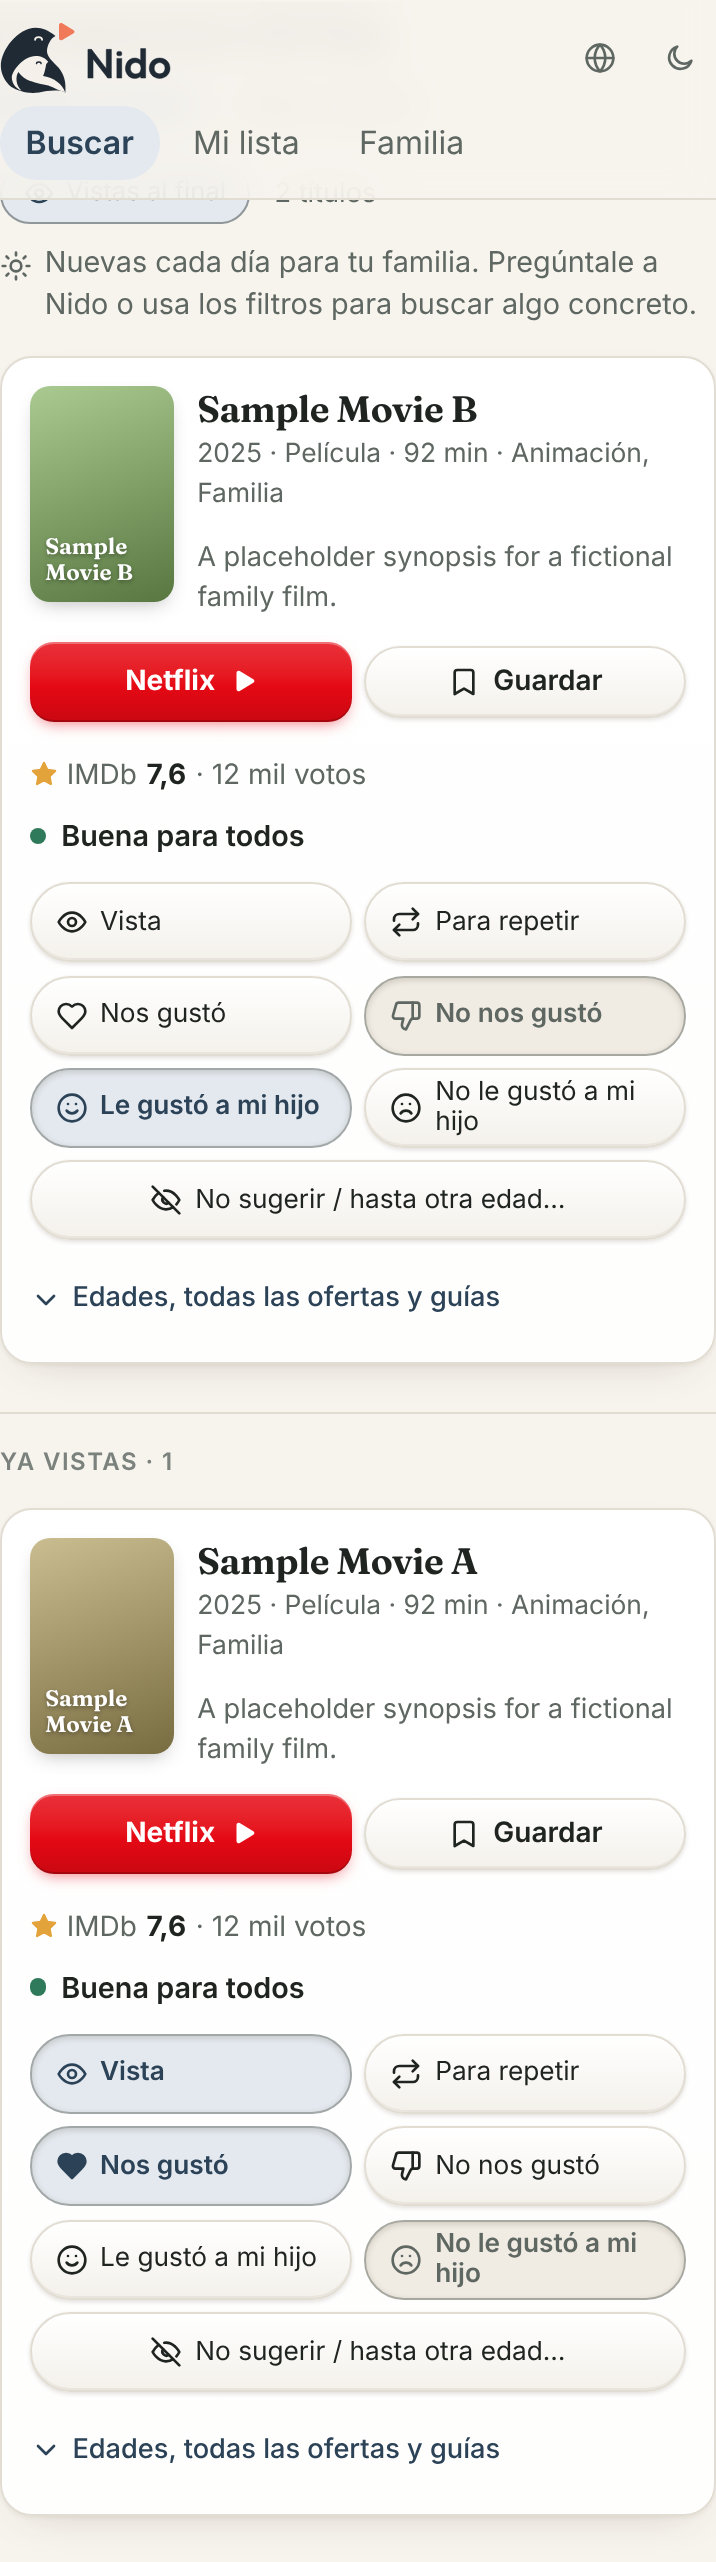 Nido
Buscar
Mi lista
Familia
Vistas al final
2 títulos
Nuevas cada día para tu familia. Pregúntale a
Nido o usa los filtros para buscar algo concreto.
Sample
Movie B
Sample Movie B
2025 · Película · 92 min · Animación,
Familia
A placeholder synopsis for a fictional
family film.
Netflix
Guardar
IMDb 7,6 · 12 mil votos
Buena para todos
Vista
Para repetir
Nos gustó
No nos gustó
Le gustó a mi hijo
No le gustó a mi
hijo
No sugerir / hasta otra edad...
Edades, todas las ofertas y guías
YA VISTAS · 1
Sample
Movie A
Sample Movie A
2025 · Película · 92 min · Animación,
Familia
A placeholder synopsis for a fictional
family film.
Netflix
Guardar
IMDb 7,6 · 12 mil votos
Buena para todos
Vista
Para repetir
Nos gustó
No nos gustó
Le gustó a mi hijo
No le gustó a mi
hijo
No sugerir / hasta otra edad...
Edades, todas las ofertas y guías